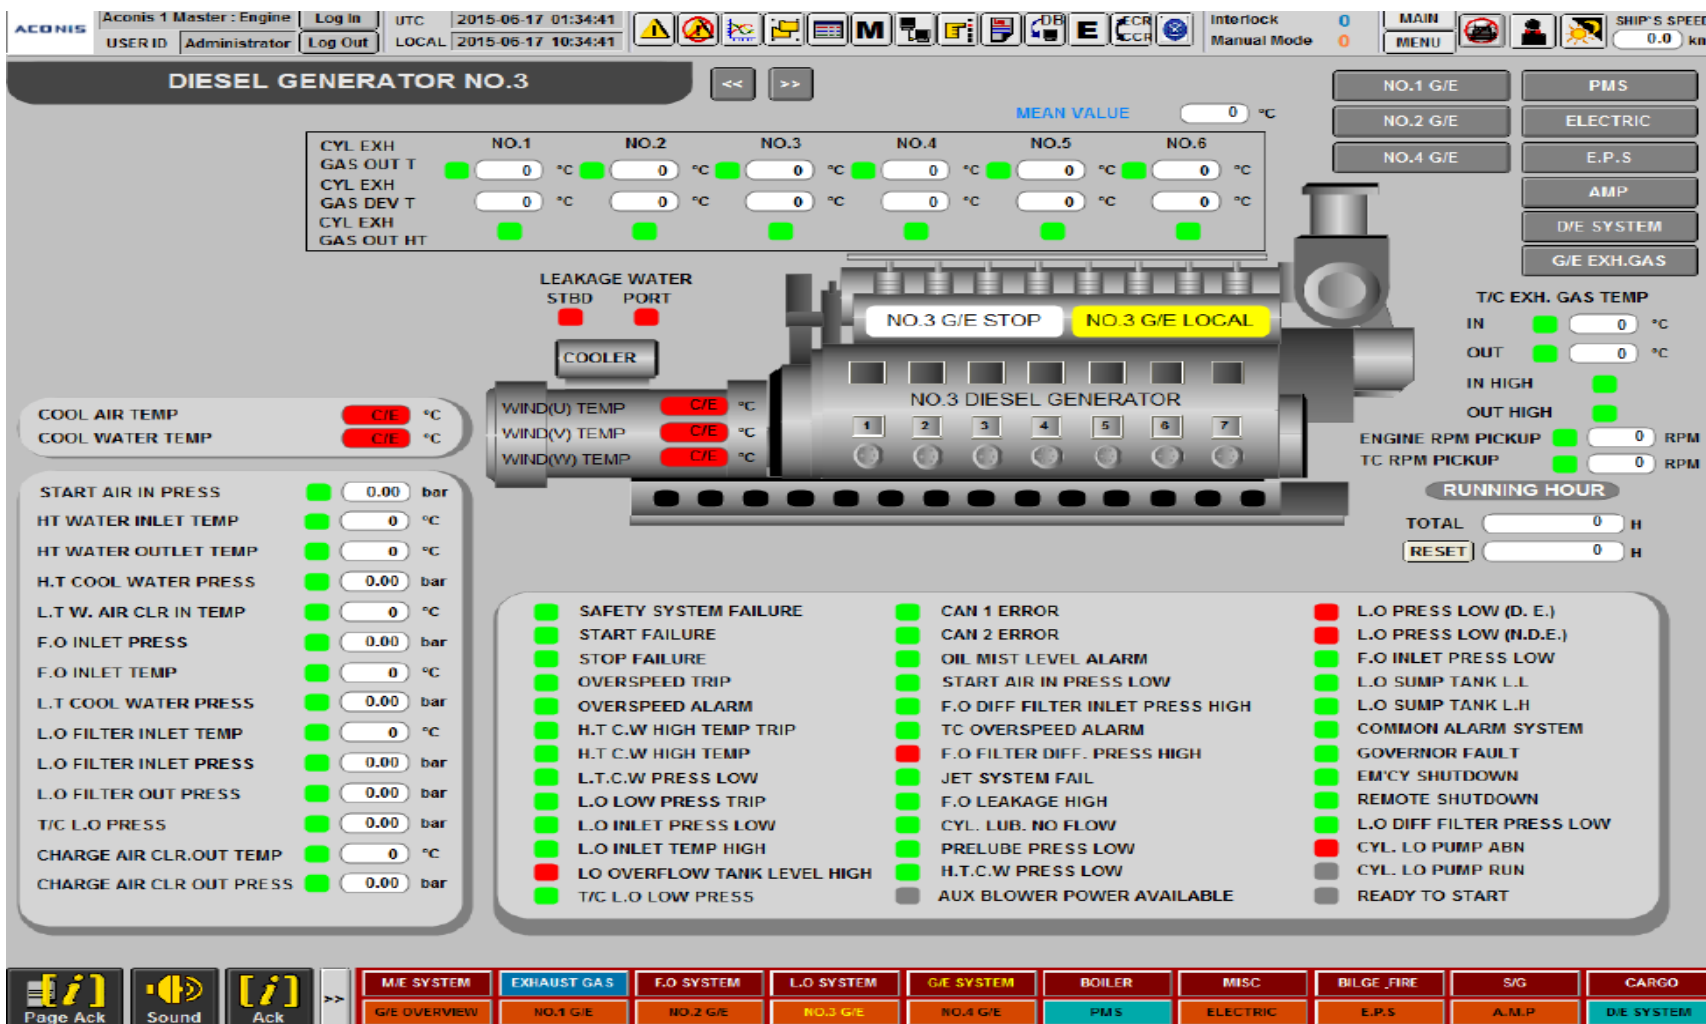 ACONIS Aconis 1 Master : Engine Log In UTC 2015-06-17 01:34:41 M DB E ECR CCR Interlock 0 MAIN MENU SHIP'S SPEED
USER ID Administrator Log Out LOCAL 2015-06-17 10:34:41 Manual Mode 0 0.0 kn
DIESEL GENERATOR NO.3 << >>
NO.1 G/E PMS
MEAN VALUE 0 °C
NO.2 G/E ELECTRIC
NO.4 G/E E.P.S
AMP
D/E SYSTEM
G/E EXH.GAS
CYL EXH NO.1 NO.2 NO.3 NO.4 NO.5 NO.6
GAS OUT T 0 °C 0 °C 0 °C 0 °C 0 °C 0 °C
CYL EXH
GAS DEV T 0 °C 0 °C 0 °C 0 °C 0 °C 0 °C
CYL EXH
GAS OUT HT
LEAKAGE WATER
STBD PORT
COOLER
NO.3 G/E STOP NO.3 G/E LOCAL
T/C EXH. GAS TEMP
IN 0 °C
OUT 0 °C
IN HIGH
OUT HIGH
ENGINE RPM PICKUP 0 RPM
TC RPM PICKUP 0 RPM
RUNNING HOUR
TOTAL 0 H
RESET 0 H
NO.3 DIESEL GENERATOR
1 2 3 4 5 6 7
WIND(U) TEMP C/E °C
WIND(V) TEMP C/E °C
WIND(W) TEMP C/E °C
COOL AIR TEMP C/E °C
COOL WATER TEMP C/E °C
START AIR IN PRESS 0.00 bar
HT WATER INLET TEMP 0 °C
HT WATER OUTLET TEMP 0 °C
H.T COOL WATER PRESS 0.00 bar
L.T W. AIR CLR IN TEMP 0 °C
F.O INLET PRESS 0.00 bar
F.O INLET TEMP 0 °C
L.T COOL WATER PRESS 0.00 bar
L.O FILTER INLET TEMP 0 °C
L.O FILTER INLET PRESS 0.00 bar
L.O FILTER OUT PRESS 0.00 bar
T/C L.O PRESS 0.00 bar
CHARGE AIR CLR.OUT TEMP 0 °C
CHARGE AIR CLR OUT PRESS 0.00 bar
SAFETY SYSTEM FAILURE
START FAILURE
STOP FAILURE
OVERSPEED TRIP
OVERSPEED ALARM
H.T C.W HIGH TEMP TRIP
H.T C.W HIGH TEMP
L.T.C.W PRESS LOW
L.O LOW PRESS TRIP
L.O INLET PRESS LOW
L.O INLET TEMP HIGH
LO OVERFLOW TANK LEVEL HIGH
T/C L.O LOW PRESS
CAN 1 ERROR
CAN 2 ERROR
OIL MIST LEVEL ALARM
START AIR IN PRESS LOW
F.O DIFF FILTER INLET PRESS HIGH
TC OVERSPEED ALARM
F.O FILTER DIFF. PRESS HIGH
JET SYSTEM FAIL
F.O LEAKAGE HIGH
CYL. LUB. NO FLOW
PRELUBE PRESS LOW
H.T.C.W PRESS LOW
AUX BLOWER POWER AVAILABLE
L.O PRESS LOW (D. E.)
L.O PRESS LOW (N.D.E.)
F.O INLET PRESS LOW
L.O SUMP TANK L.L
L.O SUMP TANK L.H
COMMON ALARM SYSTEM
GOVERNOR FAULT
EM'CY SHUTDOWN
REMOTE SHUTDOWN
L.O DIFF FILTER PRESS LOW
CYL. LO PUMP ABN
CYL. LO PUMP RUN
READY TO START
[i] [i] >>
Page Ack Sound Ack
M/E SYSTEM EXHAUST GAS F.O SYSTEM L.O SYSTEM G/E SYSTEM BOILER MISC BILGE_FIRE S/G CARGO
G/E OVERVIEW NO.1 G/E NO.2 G/E NO.3 G/E NO.4 G/E PMS ELECTRIC E.P.S A.M.P D/E SYSTEM